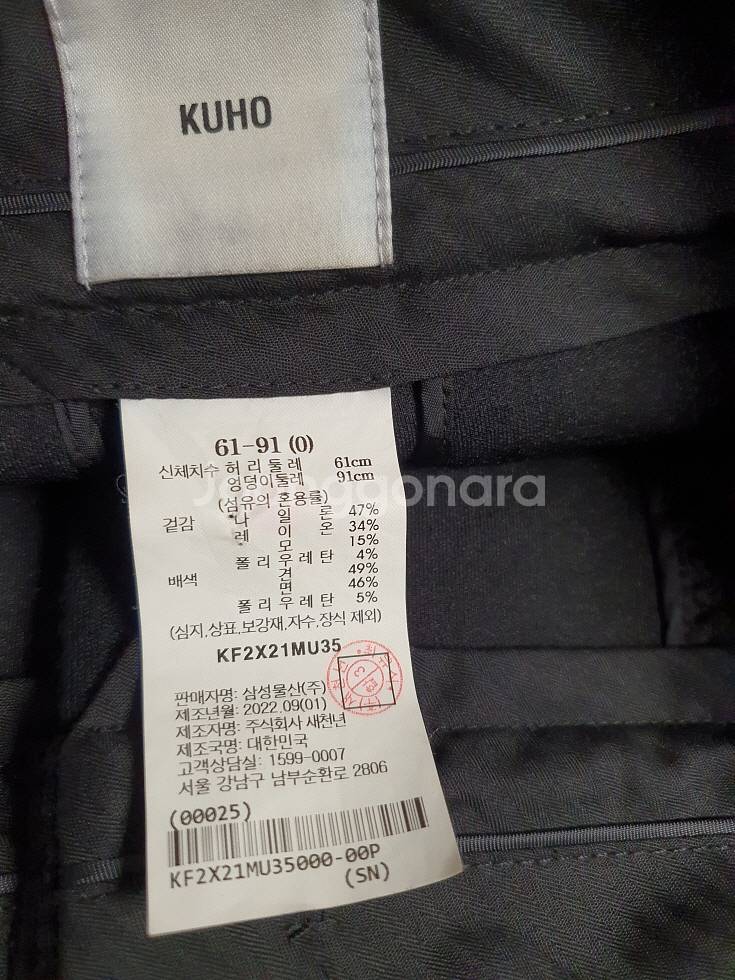 KUHO
61-91 (0)
신체치수 허리둘레 61cm
엉덩이둘레 91cm
(섬유의 혼용률)
겉감 나일론 47%
레이온 34%
모 15%
폴리우레탄 4%
배색 견 49%
면 46%
폴리우레탄 5%
(심지,상표,보강재,자수,장식 제외)
KF2X21MU35
판매자명: 삼성물산(주)
제조년월: 2022.09(01)
제조자명: 주식회사 새천년
제조국명: 대한민국
고객상담실: 1599-0007
서울 강남구 남부순환로 2806
(00025)
KF2X21MU35000-00P
(SN)